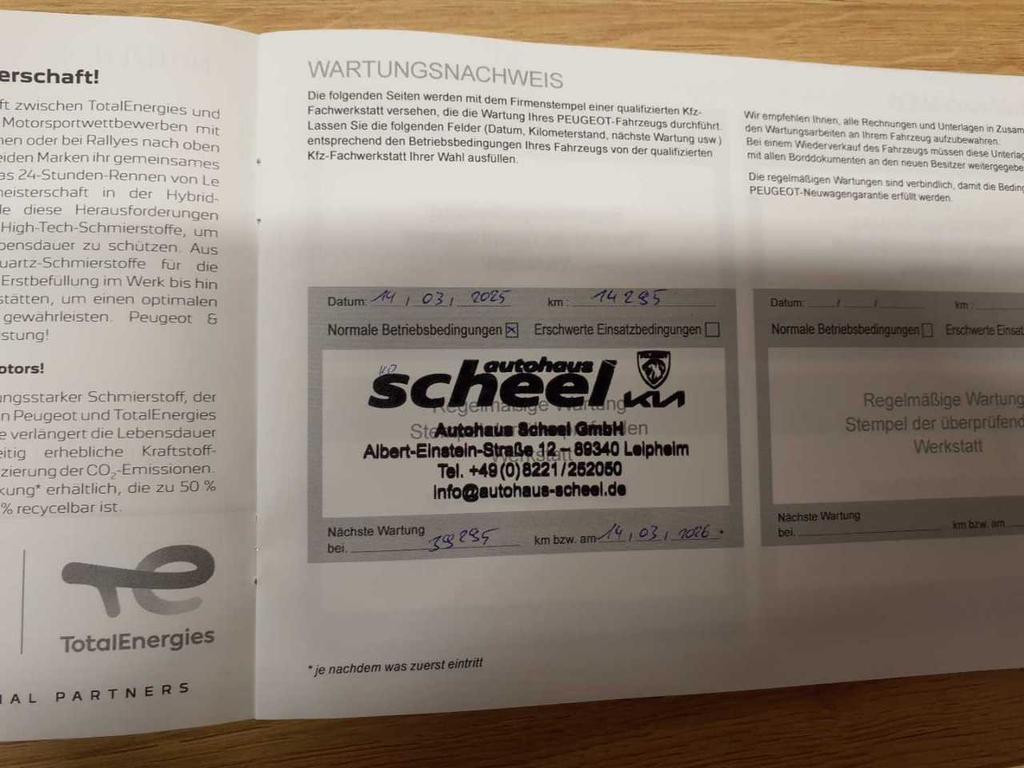 erschaft!
ft zwischen TotalEnergies und
Motorsportwettbewerben mit
nen oder bei Rallyes nach oben
eiden Marken ihr gemeinsames
as 24-Stunden-Rennen von Le
meisterschaft in der Hybrid-
le diese Herausforderungen
High-Tech-Schmierstoffe, um
bensdauer zu schützen. Aus
uartz-Schmierstoffe für die
Erstbefüllung im Werk bis hin
stätten, um einen optimalen
gewährleisten. Peugeot &
stung!
otors!
ungsstarker Schmierstoff, der
n Peugeot und TotalEnergies
e verlängert die Lebensdauer
eitig erhebliche Kraftstoff-
zierung der CO₂-Emissionen.
kung* erhältlich, die zu 50 %
% recycelbar ist.
TotalEnergies
IAL PARTNERS
WARTUNGSNACHWEIS
Die folgenden Seiten werden mit dem Firmenstempel einer qualifizierten Kfz-
Fachwerkstatt versehen, die die Wartung Ihres PEUGEOT-Fahrzeugs durchführt.
Lassen Sie die folgenden Felder (Datum, Kilometerstand, nächste Wartung usw.)
entsprechend den Betriebsbedingungen Ihres Fahrzeugs von der qualifizierten
Kfz-Fachwerkstatt Ihrer Wahl ausfüllen.
Datum: 14 / 03 / 2025 km : 14295
Normale Betriebsbedingungen Erschwerte Einsatzbedingungen
autohaus
scheel KIA
Regelmäßige Wartung
Autohaus Scheel GmbH
Albert-Einstein-Straße 12 – 89340 Leipheim
Werkstatt
Tel. +49(0)8221/252050
info@autohaus-scheel.de
Nächste Wartung
bei. 39295 km bzw. am 14 / 03 / 2026 *
*je nachdem was zuerst eintritt
Wir empfehlen Ihnen, alle Rechnungen und Unterlagen in Zusam
den Wartungsarbeiten an Ihrem Fahrzeug aufzubewahren.
Bei einem Wiederverkauf des Fahrzeugs müssen diese Unterlag
mit allen Borddokumenten an den neuen Besitzer weitergegebe
Die regelmäßigen Wartungen sind verbindlich, damit die Beding
PEUGEOT-Neuwagengarantie erfüllt werden.
Datum: / / km :
Normale Betriebsbedingungen Erschwerte Einsat
Regelmäßige Wartung
Stempel der überprüfend
Werkstatt
Nächste Wartung
bei. km bzw. am